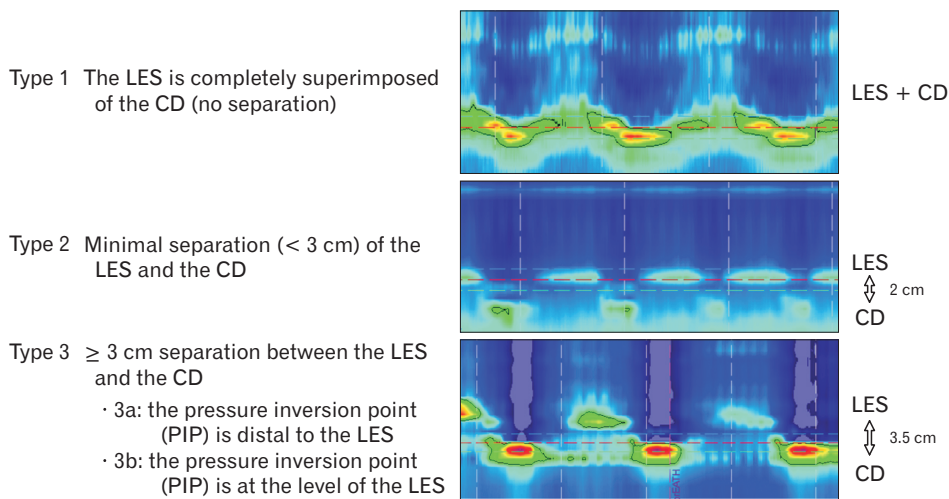 Type 1 The LES is completely superimposed
of the CD (no separation)
LES + CD
Type 2 Minimal separation (< 3 cm) of the
LES and the CD
LES
2 cm
CD
Type 3 ≥ 3 cm separation between the LES
and the CD
· 3a: the pressure inversion point
(PIP) is distal to the LES
· 3b: the pressure inversion point
(PIP) is at the level of the LES
LES
3.5 cm
CD